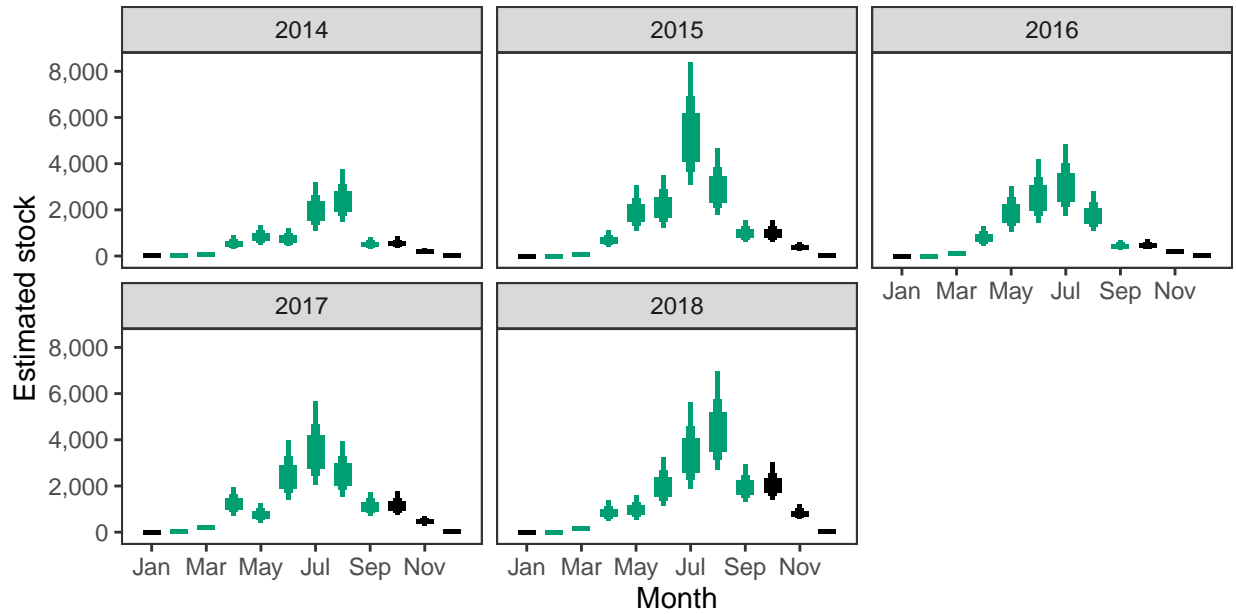 2014 2015 2016
8,000
6,000
4,000
2,000
0
Jan Mar May Jul Sep Nov
2017 2018
8,000
6,000
4,000
2,000
0
Jan Mar May Jul Sep Nov Jan Mar May Jul Sep Nov
Estimated stock
Month